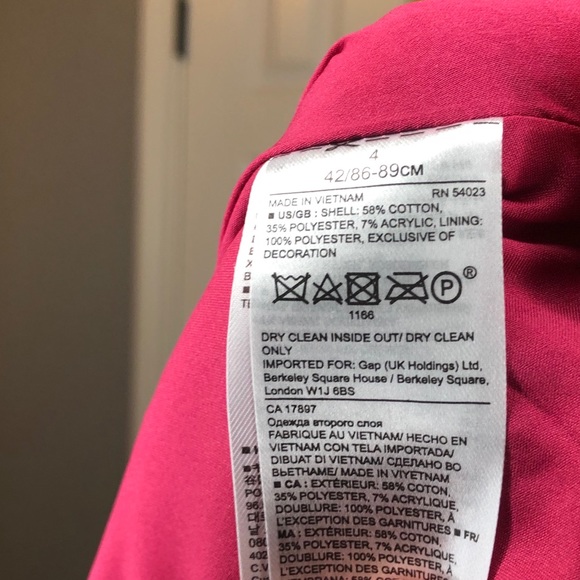 4
42/86-89CM
MADE IN VIETNAM RN 54023
■ US/GB : SHELL: 58% COTTON,
35% POLYESTER, 7% ACRYLIC, LINING:
100% POLYESTER, EXCLUSIVE OF
DECORATION
P ®
1166
DRY CLEAN INSIDE OUT/ DRY CLEAN
ONLY
IMPORTED FOR: Gap (UK Holdings) Ltd,
Berkeley Square House / Berkeley Square,
London W1J 6BS
CA 17897
Одежда второго слоя
FABRIQUE AU VIETNAM/ HECHO EN
VIETNAM CON TELA IMPORTADA/
DIBUAT DI VIETNAM/ СДЕЛАНО ВО
ВЬЕТНАМЕ/ MADE IN VIYETNAM
■ CA : EXTÉRIEUR: 58% COTON,
35% POLYESTER, 7% ACRYLIQUE,
DOUBLURE: 100% POLYESTER, À
L'EXCEPTION DES GARNITURES ■ FR/
MA : EXTÉRIEUR: 58% COTON,
35% POLYESTER, 7% ACRYLIQUE,
DOUBLURE: 100% POLYESTER, À
L'EXCEPTION DES GARNITURES